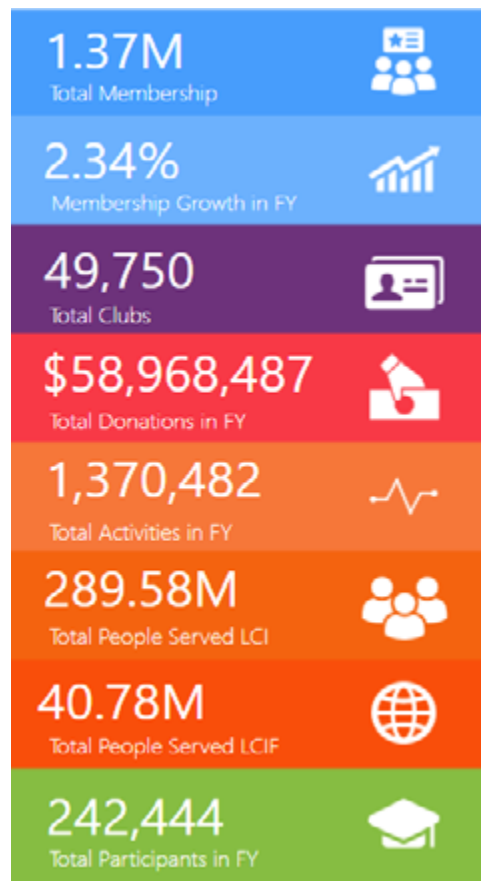 1.37M
Total Membership
2.34%
Membership Growth in FY
49,750
Total Clubs
$58,968,487
Total Donations in FY
1,370,482
Total Activities in FY
289.58M
Total People Served LCI
40.78M
Total People Served LCIF
242,444
Total Participants in FY